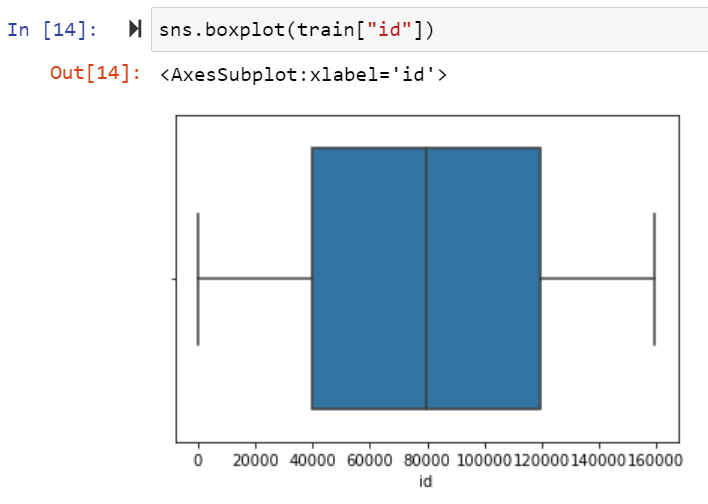 In [14]: sns.boxplot(train["id"])
Out[14]: <AxesSubplot:xlabel='id'>
0 20000 40000 60000 80000 100000 120000 140000 160000
id